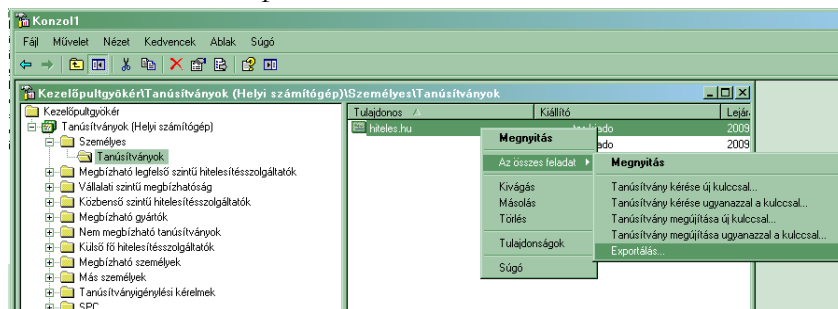 Konzol1
Fájl Művelet Nézet Kedvencek Ablak Súgó
Kezelőpultgyökér\Tanúsítványok (Helyi számítógép)\Személyes\Tanúsítványok
Kezelőpultgyökér
Tanúsítványok (Helyi számítógép)
Személyes
Tanúsítványok
Megbízható legfelső szintű hitelesítésszolgáltatók
Vállalati szintű megbízhatóság
Közbenső szintű hitelesítésszolgáltatók
Megbízható gyártók
Nem megbízható tanúsítványok
Külső fő hitelesítésszolgáltatók
Megbízható személyek
Más személyek
Tanúsítványigénylési kérelmek
SPC
Tulajdonos Kiállító Lejár
hiteles.hu 2009
2009
Megnyitás
Az összes feladat
Kivágás
Másolás
Törlés
Tulajdonságok
Súgó
Megnyitás
Tanúsítvány kérése új kulccsal...
Tanúsítvány kérése ugyanazzal a kulccsal...
Tanúsítvány megújítása új kulccsal...
Tanúsítvány megújítása ugyanazzal a kulccsal...
Exportálás...